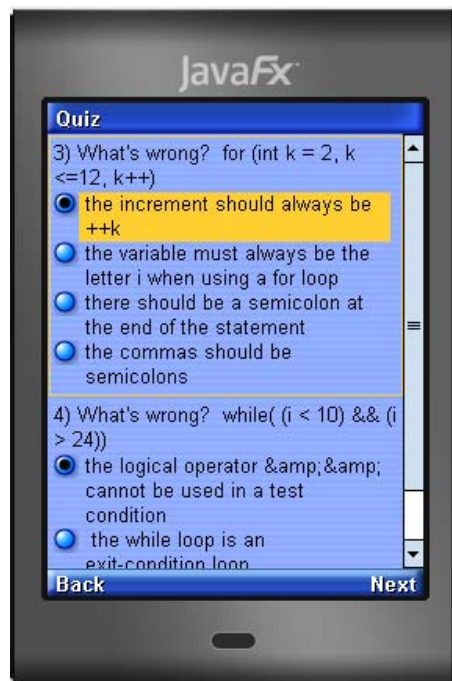 JavaFx
Quiz
3) What's wrong? for (int k = 2, k
<=12, k++)
the increment should always be
++k
the variable must always be the
letter i when using a for loop
there should be a semicolon at
the end of the statement
the commas should be
semicolons
4) What's wrong? while( (i < 10) && (i
> 24))
the logical operator &amp;&amp;
cannot be used in a test
condition
the while loop is an
exit-condition loop
Back Next